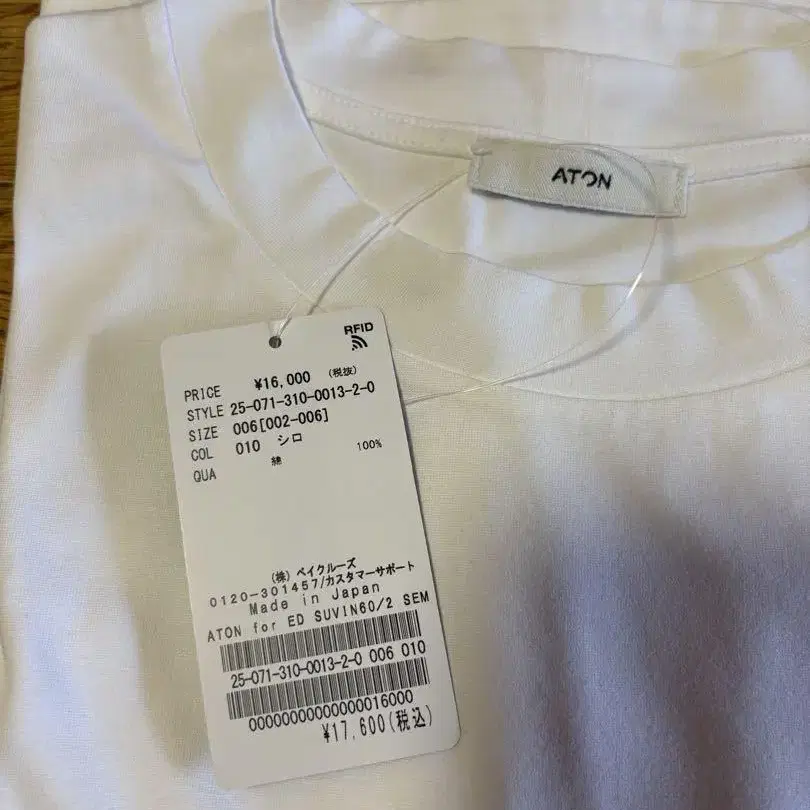 ATON
RFID
PRICE ¥16,000 (税抜)
STYLE 25-071-310-0013-2-0
SIZE 006[002-006]
COL 010 シロ
QUA 綿 100%
(株) ベイクルーズ
0120-301457/カスタマーサポート
Made in Japan
ATON for ED SUVIN60/2 SEM
25-071-310-0013-2-0 006 010
00000000000000016000
¥17,600(税込)